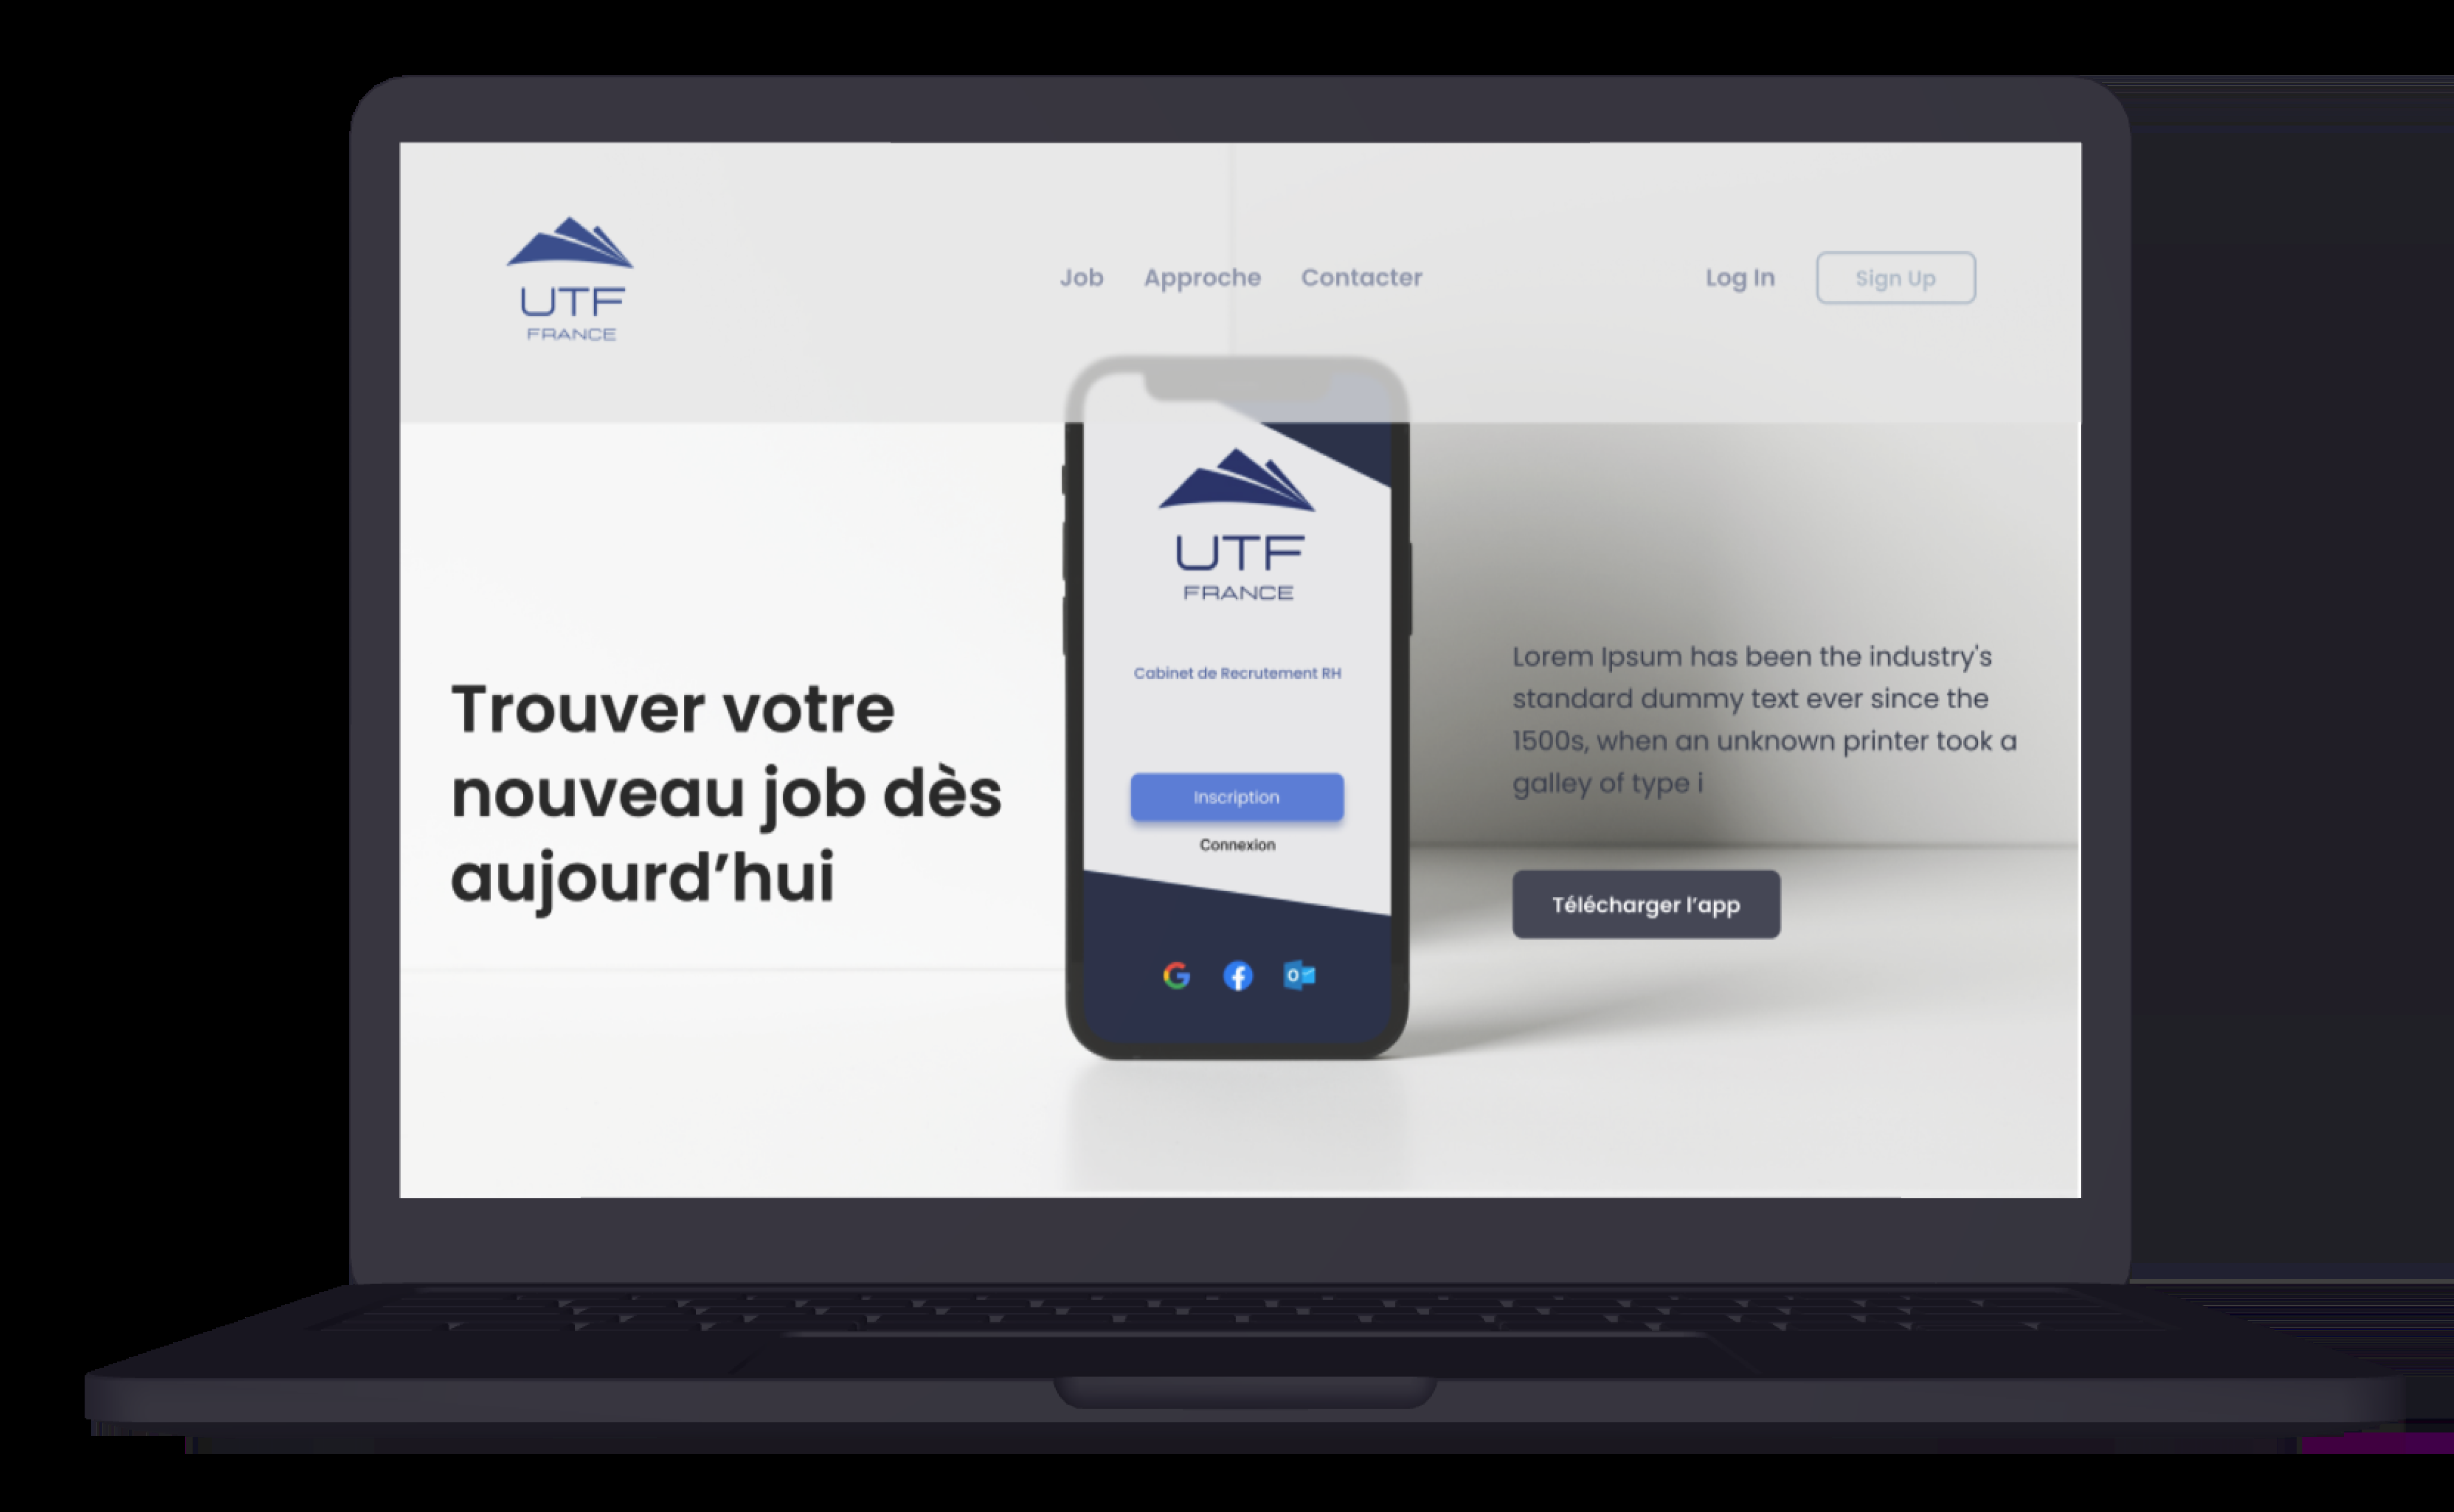 UTF
FRANCE
Job Approche Contacter
Log In Sign Up
Trouver votre
nouveau job dès
aujourd’hui
UTF
FRANCE
Cabinet de Recrutement RH
Inscription
Connexion
Lorem Ipsum has been the industry's
standard dummy text ever since the
1500s, when an unknown printer took a
galley of type i
Télécharger l’app